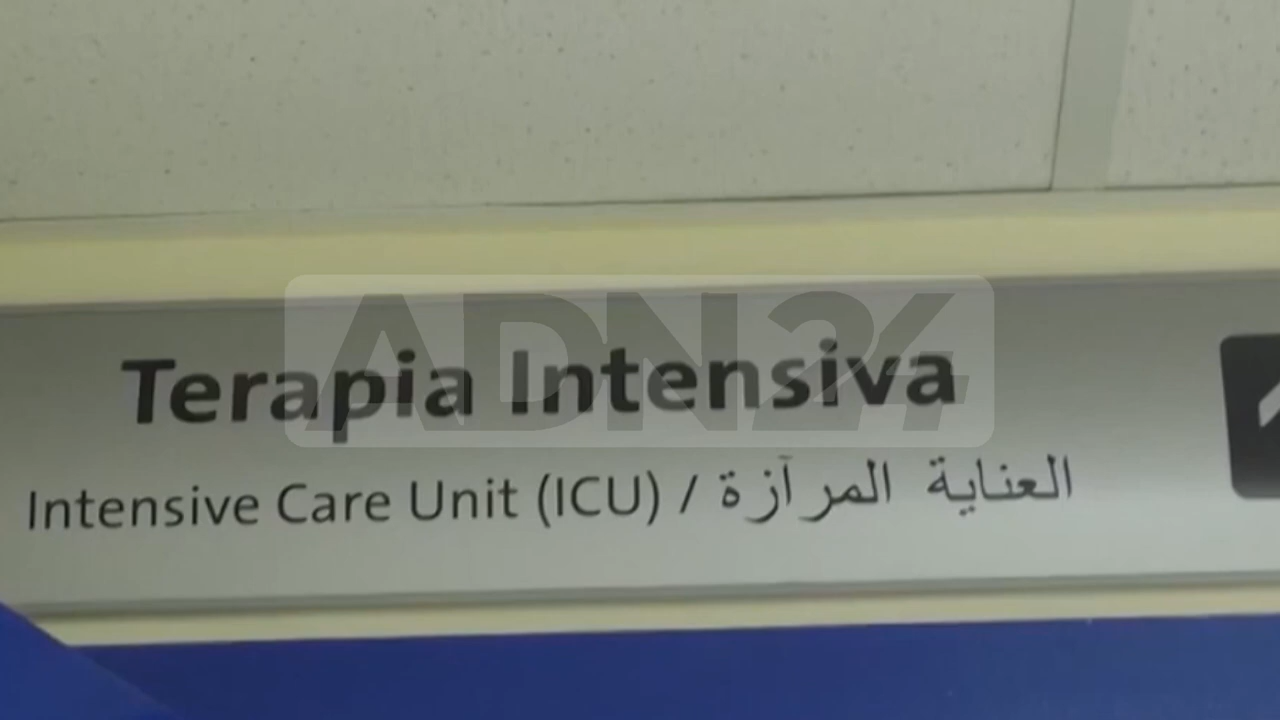 ADN24
Terapia Intensiva
Intensive Care Unit (ICU) / العناية المرآزة